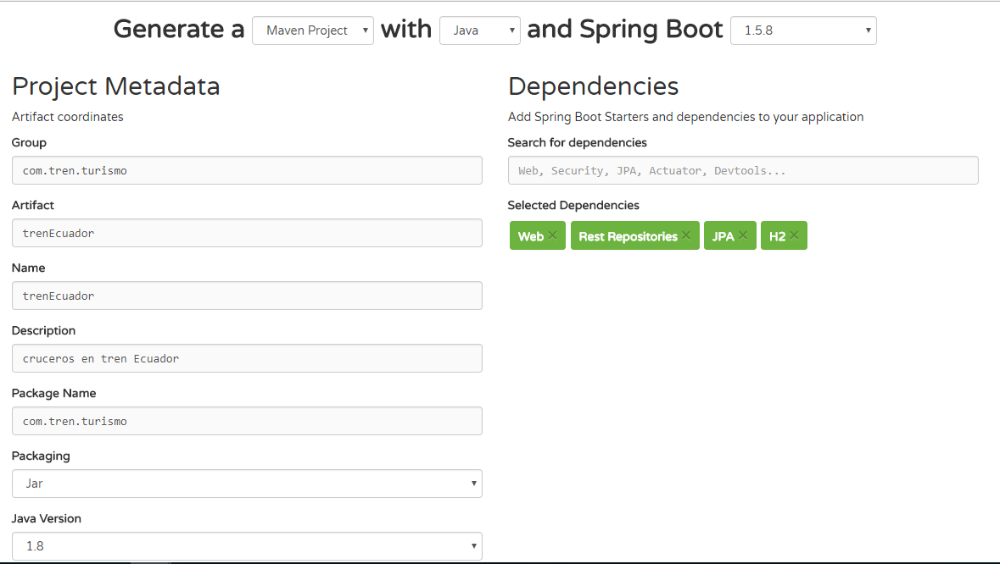 Generate a Maven Project with Java and Spring Boot 1.5.8
Project Metadata
Artifact coordinates
Group
com.tren.turismo
Artifact
trenEcuador
Name
trenEcuador
Description
cruceros en tren Ecuador
Package Name
com.tren.turismo
Packaging
Jar
Java Version
1.8
Dependencies
Add Spring Boot Starters and dependencies to your application
Search for dependencies
Web, Security, JPA, Actuator, Devtools...
Selected Dependencies
Web × Rest Repositories × JPA × H2 ×